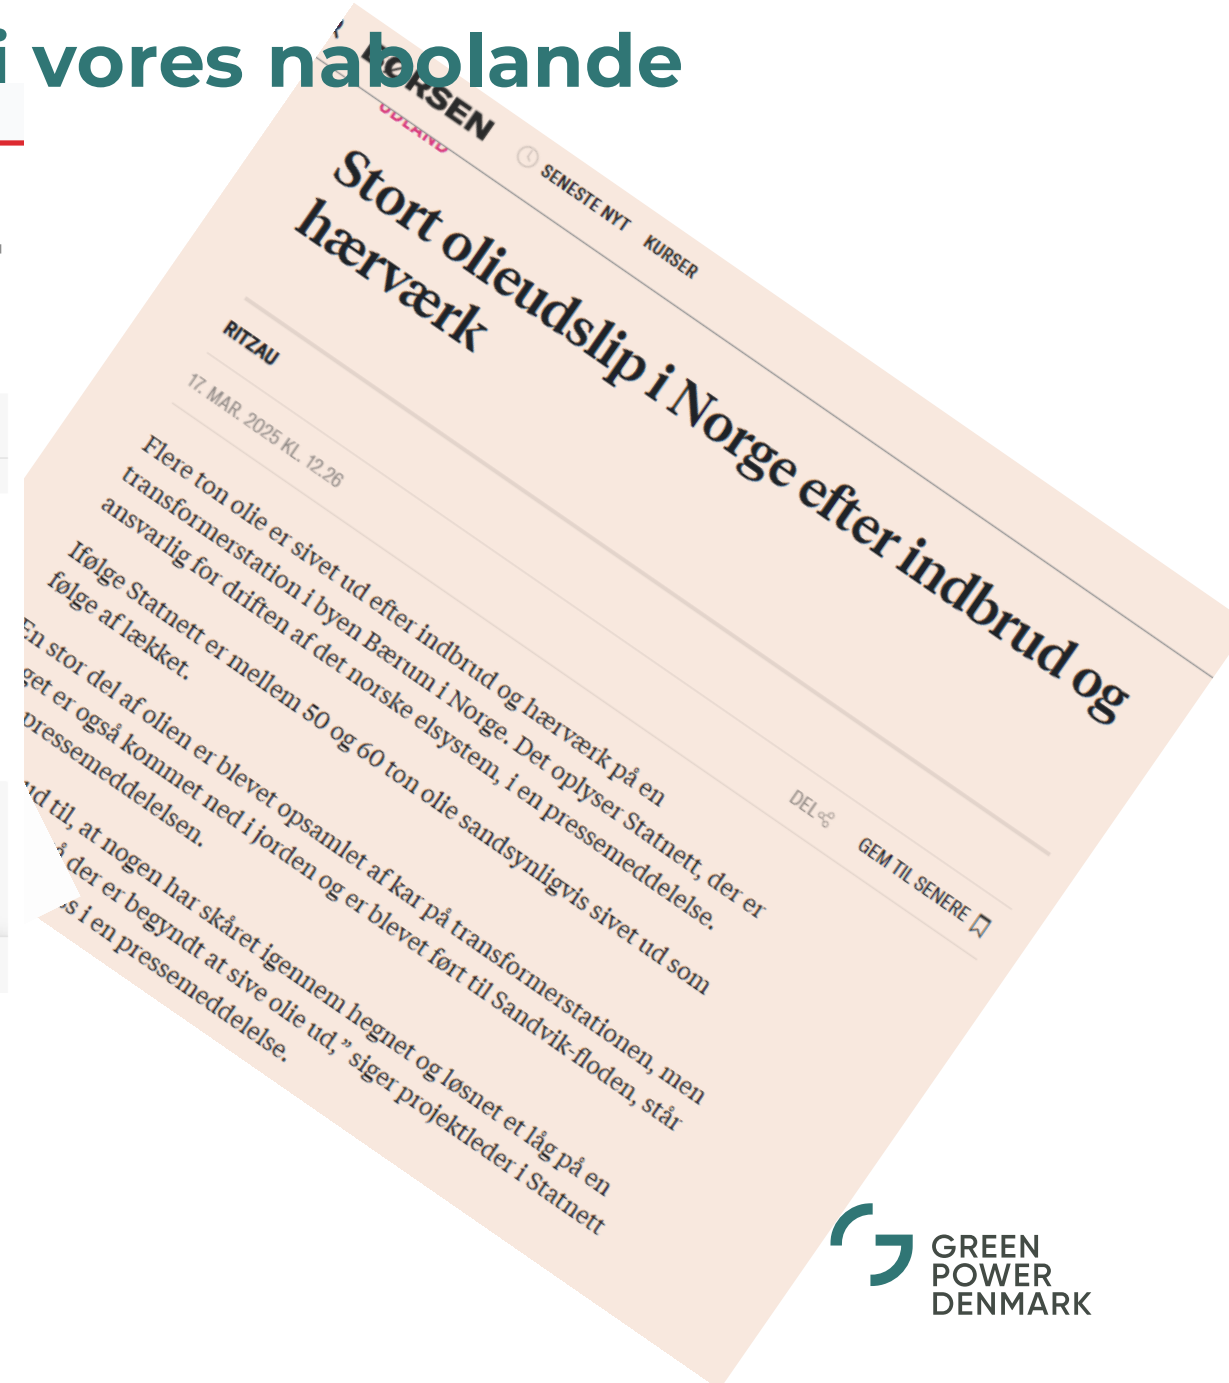 i vores nabolande
BØRSEN
UDLAND
SENESTE NYT KURSER
Stort olieudslip i Norge efter indbrud og
hærværk
RITZAU
17. MAR. 2025 KL. 12.26
DEL
GEM TIL SENERE
Flere ton olie er sivet ud efter indbrud og hærværk på en
transformerstation i byen Bærum i Norge. Det oplyser Statnett, der er
ansvarlig for driften af det norske elsystem, i en pressemeddelelse.
Ifølge Statnett er mellem 50 og 60 ton olie sandsynligvis sivet ud som
følge af lækket.
En stor del af olien er blevet opsamlet af kar på transformerstationen, men
get er også kommet ned i jorden og er blevet ført til Sandvik-floden, står
pressemeddelelsen.
ud til, at nogen har skåret igennem hegnet og løsnet et låg på en
å der er begyndt at sive olie ud,” siger projektleder i Statnett
s i en pressemeddelelse.
GREEN
POWER
DENMARK